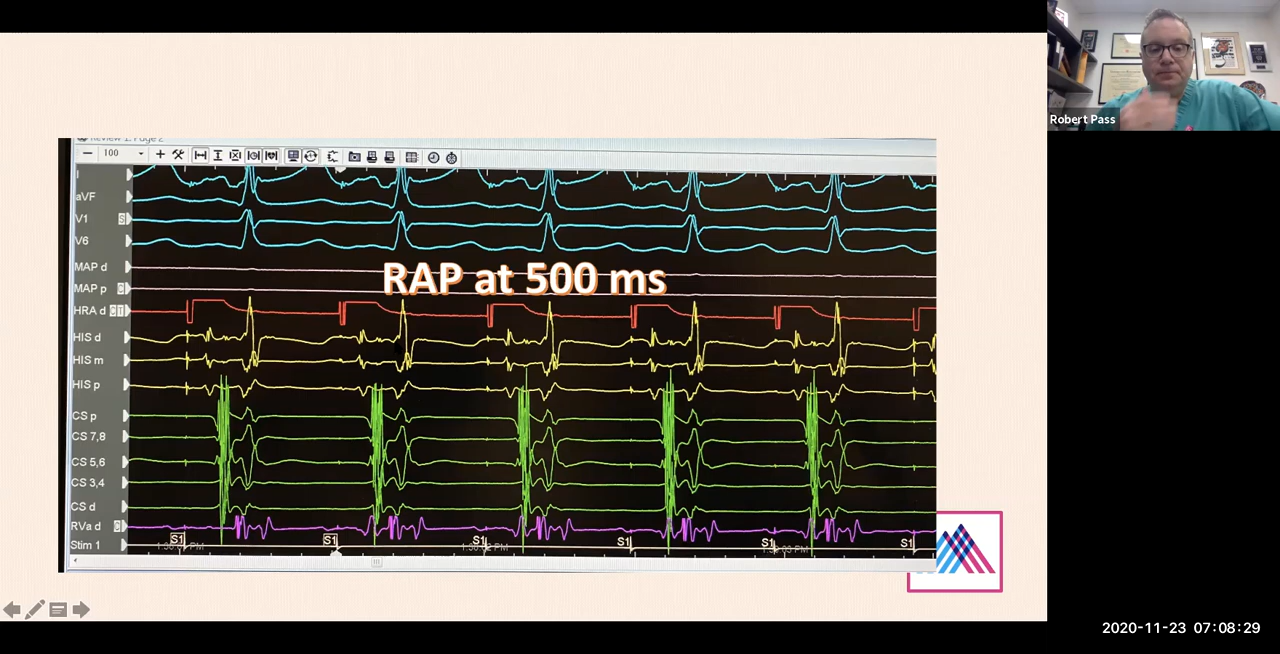 Robert Pass
100
I
aVF
V1
S
V6
MAP d
RAP at 500 ms
MAP p
C
HRA d
HIS d
HIS m
HIS p
CS p
CS 7,8
CS 5,6
CS 3,4
CS d
RVa d
Stim 1
S1
S1
S1
S1
S1
S1
2020-11-23 07:08:29